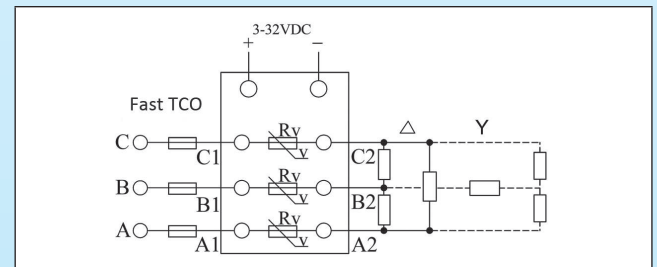 3-32VDC
+ −
Fast TCO
△ Y
C C1 Rv v C2
B B1 Rv v B2
A A1 Rv v A2